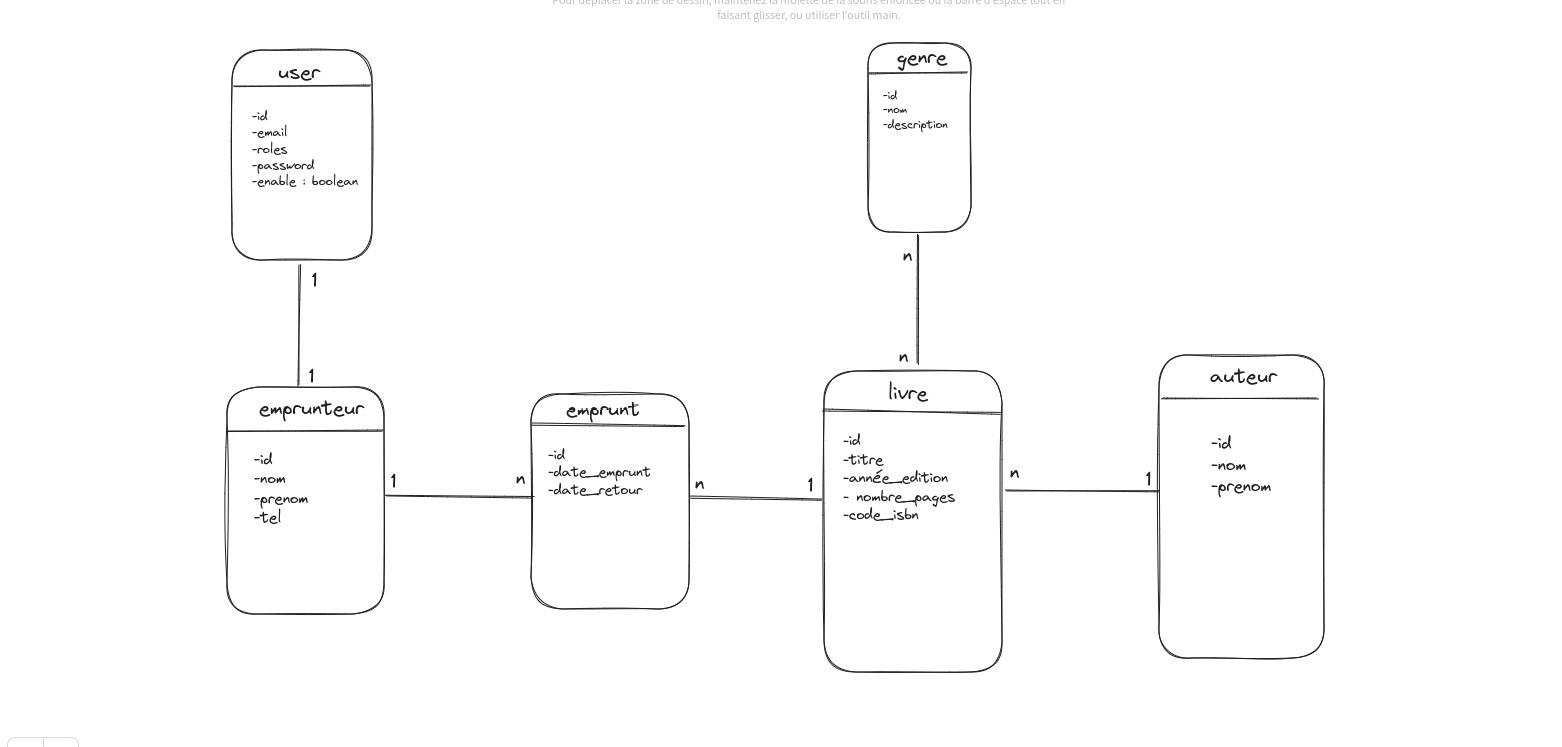 Pour déplacer la zone de dessin, maintenez la molette de la souris enfoncée ou la barre d'espace tout en
faisant glisser, ou utiliser l'outil main.
user
-id
-email
-roles
-password
-enable : boolean
genre
-id
-nom
-description
1
1
n
n
emprunteur
-id
-nom
-prenom
-tel
1
n
emprunt
-id
-date_emprunt
-date_retour
n
1
livre
-id
-titre
-année_edition
- nombre_pages
-code_isbn
n
1
auteur
-id
-nom
-prenom